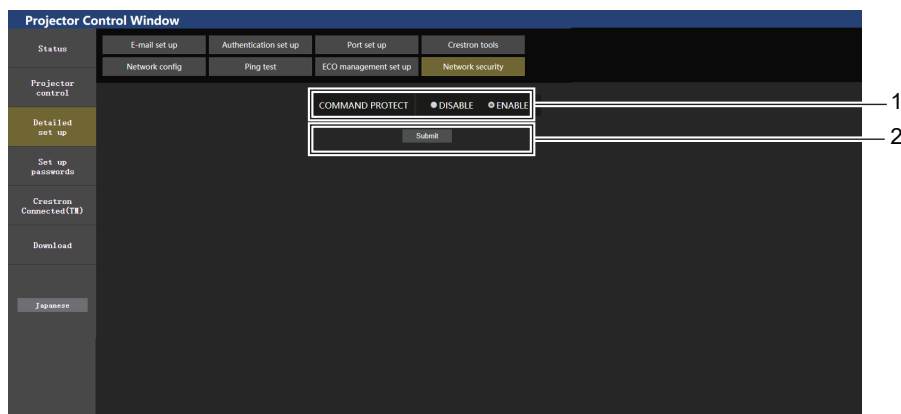 Projector Control Window
Status
E-mail set up
Authentication set up
Port set up
Crestron tools
Network config
Ping test
ECO management set up
Network security
Projector
control
Detailed
set up
Set up
passwords
Crestron
Connected(TM)
Download
Japanese
COMMAND PROTECT
DISABLE
ENABLE
1
Submit
2